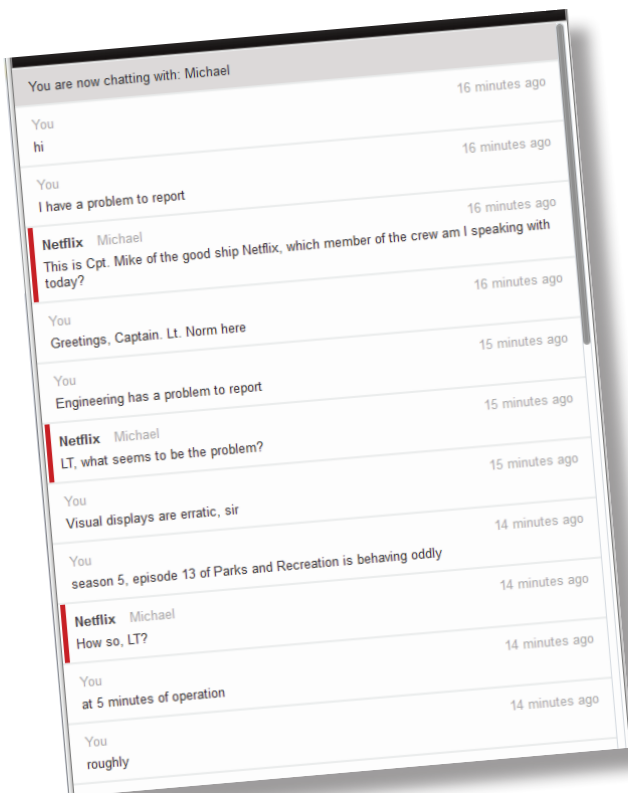 You are now chatting with: Michael
You
16 minutes ago
hi
You
16 minutes ago
I have a problem to report
Netflix Michael
16 minutes ago
This is Cpt. Mike of the good ship Netflix, which member of the crew am I speaking with
today?
You
16 minutes ago
Greetings, Captain. Lt. Norm here
You
15 minutes ago
Engineering has a problem to report
Netflix Michael
15 minutes ago
LT, what seems to be the problem?
You
15 minutes ago
Visual displays are erratic, sir
You
14 minutes ago
season 5, episode 13 of Parks and Recreation is behaving oddly
Netflix Michael
14 minutes ago
How so, LT?
You
14 minutes ago
at 5 minutes of operation
You
14 minutes ago
roughly